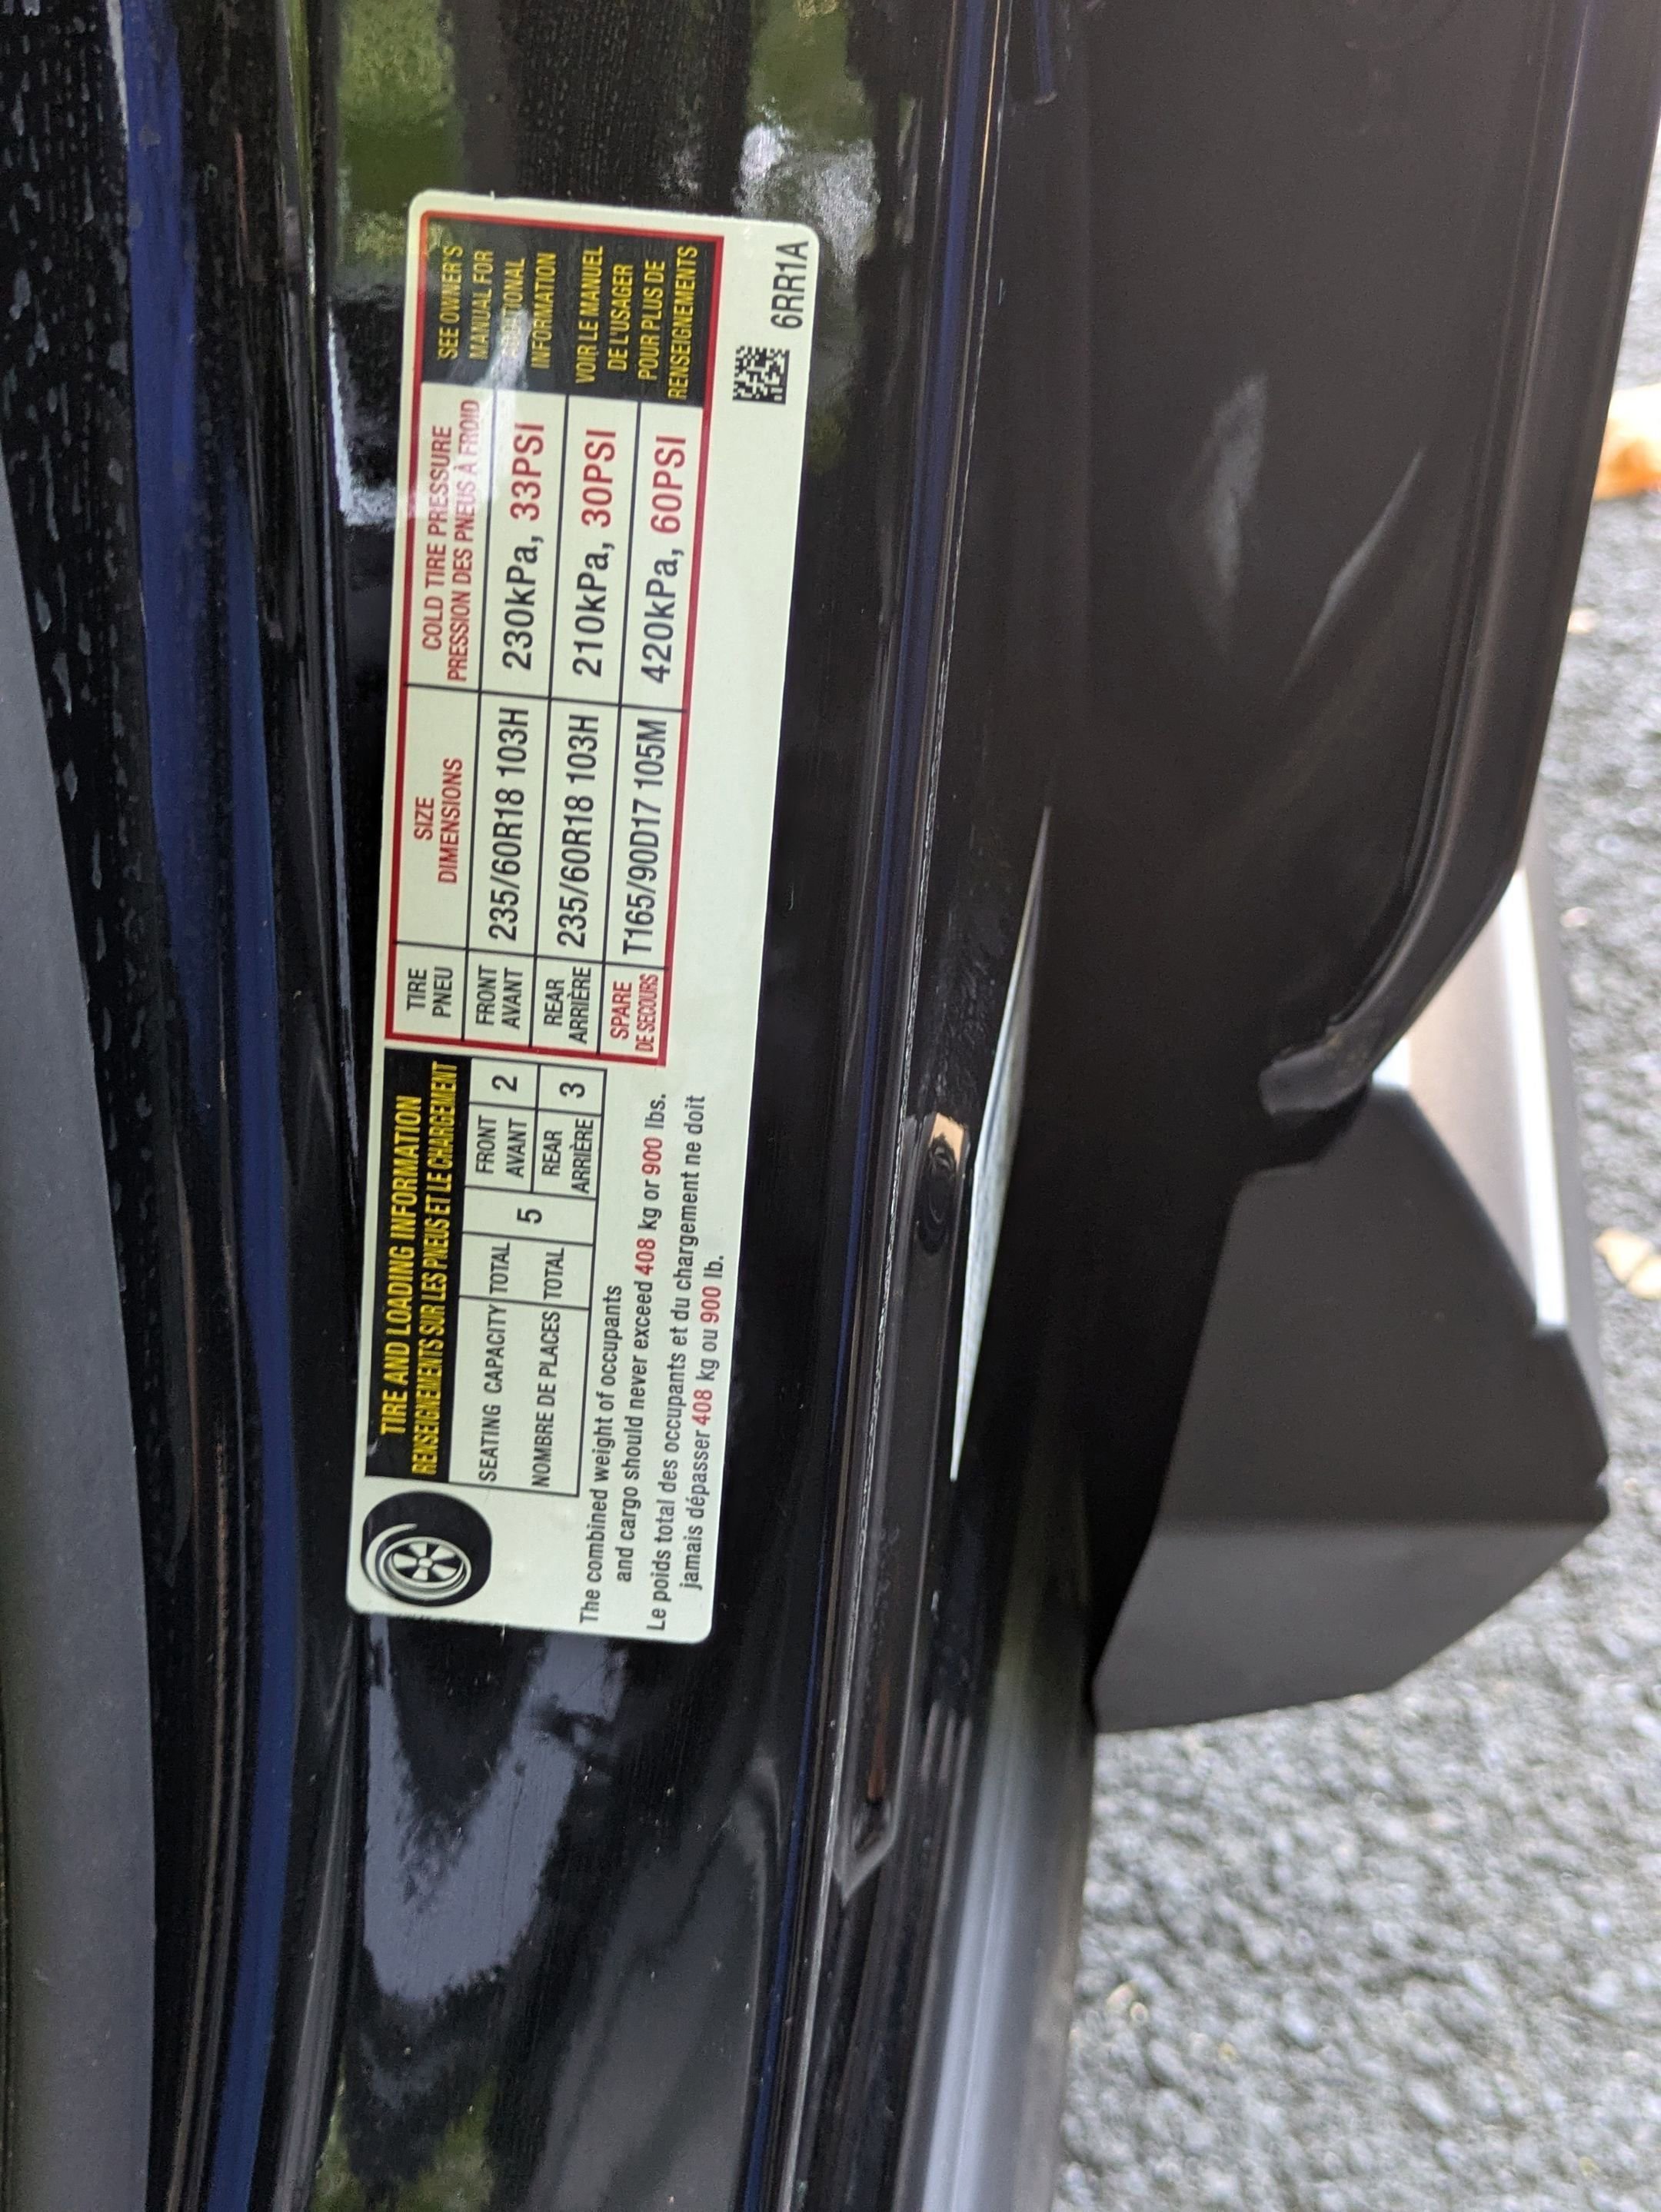 TIRE AND LOADING INFORMATION
RENSEIGNEMENTS SUR LES PNEUS ET LE CHARGEMENT
SEATING CAPACITY TOTAL 5 FRONT 2
AVANT
NOMBRE DE PLACES TOTAL REAR 3
ARRIÈRE
The combined weight of occupants
and cargo should never exceed 408 kg or 900 lbs.
Le poids total des occupants et du chargement ne doit
jamais dépasser 408 kg ou 900 lb.
TIRE SIZE COLD TIRE PRESSURE
PNEU DIMENSIONS PRESSION DES PNEUS À FROID
FRONT 235/60R18 103H 230kPa, 33PSI
AVANT
REAR 235/60R18 103H 210kPa, 30PSI
ARRIÈRE
SPARE T165/90D17 105M 420kPa, 60PSI
DE SECOURS
SEE OWNER'S
MANUAL FOR
ADDITIONAL
INFORMATION
VOIR LE MANUEL
DE L'USAGER
POUR PLUS DE
RENSEIGNEMENTS
6RR1A